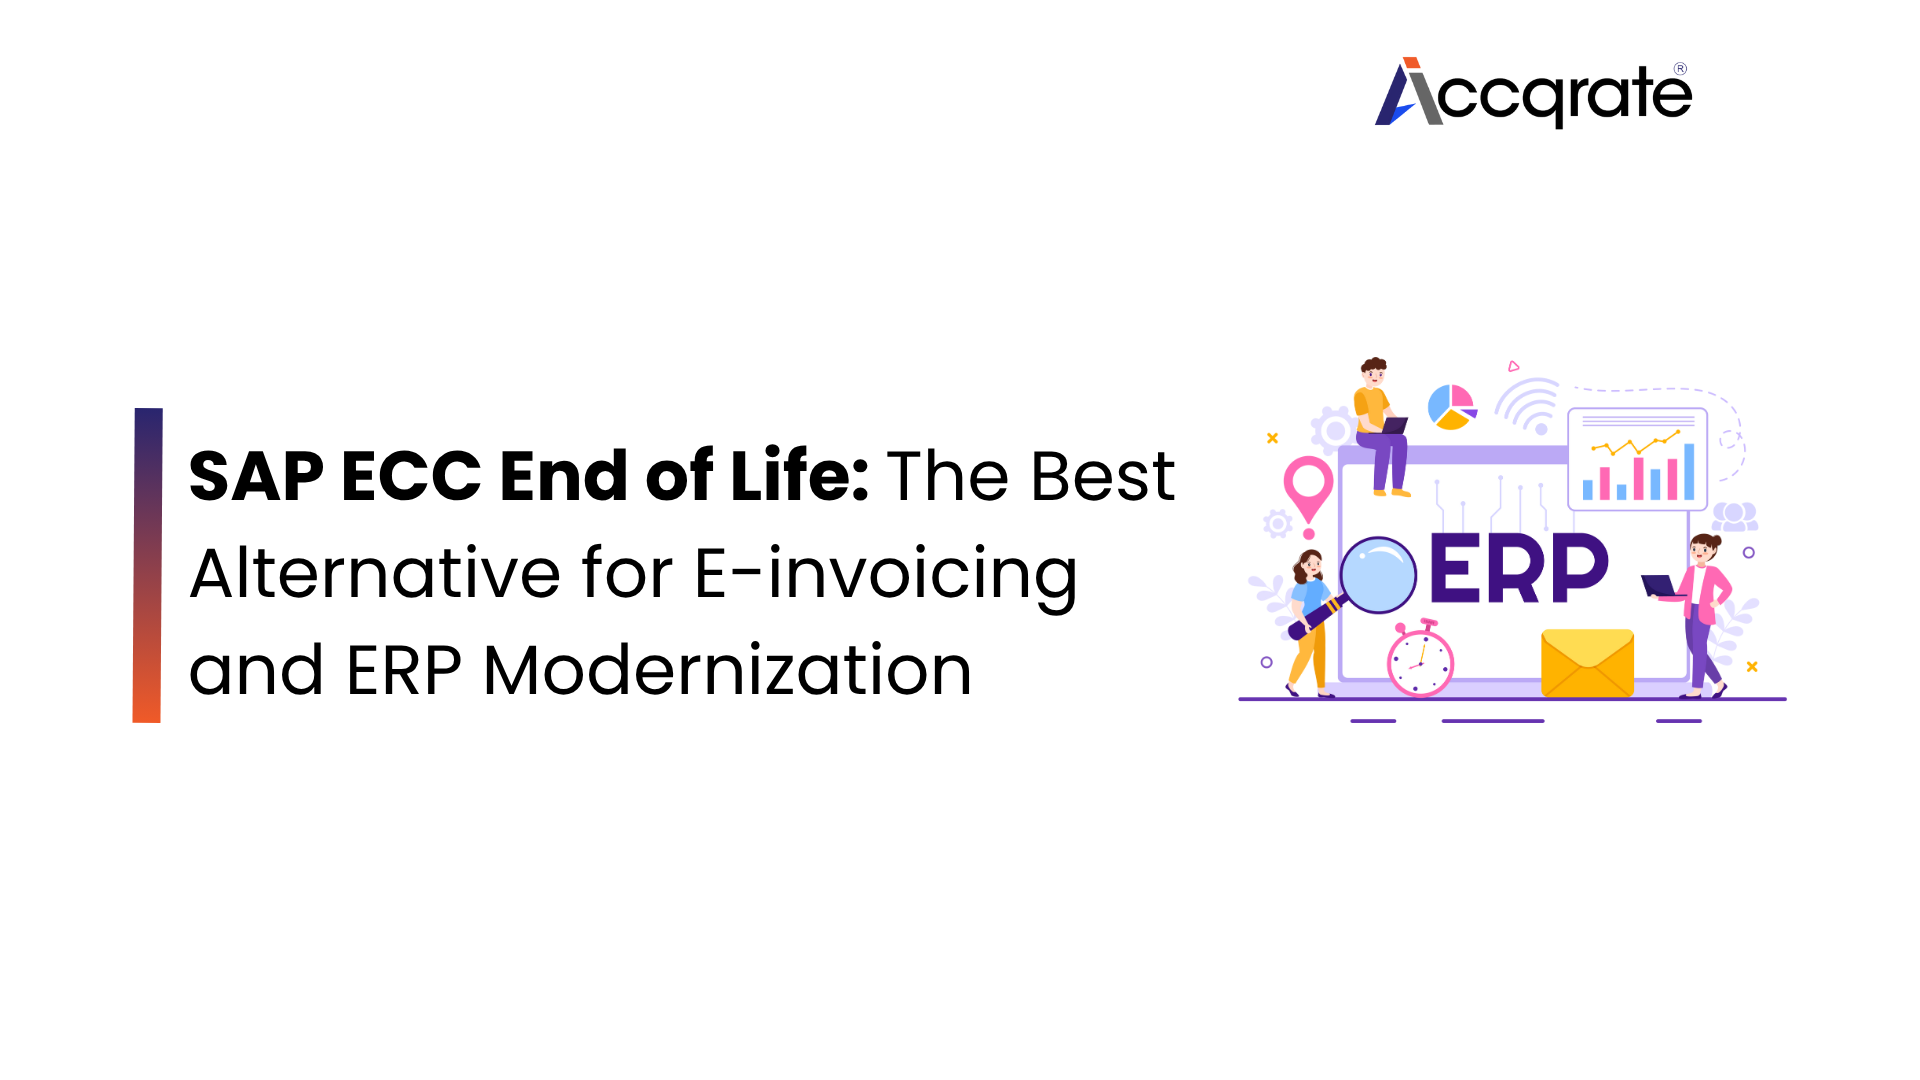 Accqrate®
SAP ECC End of Life: The Best
Alternative for E-invoicing
and ERP Modernization
ERP